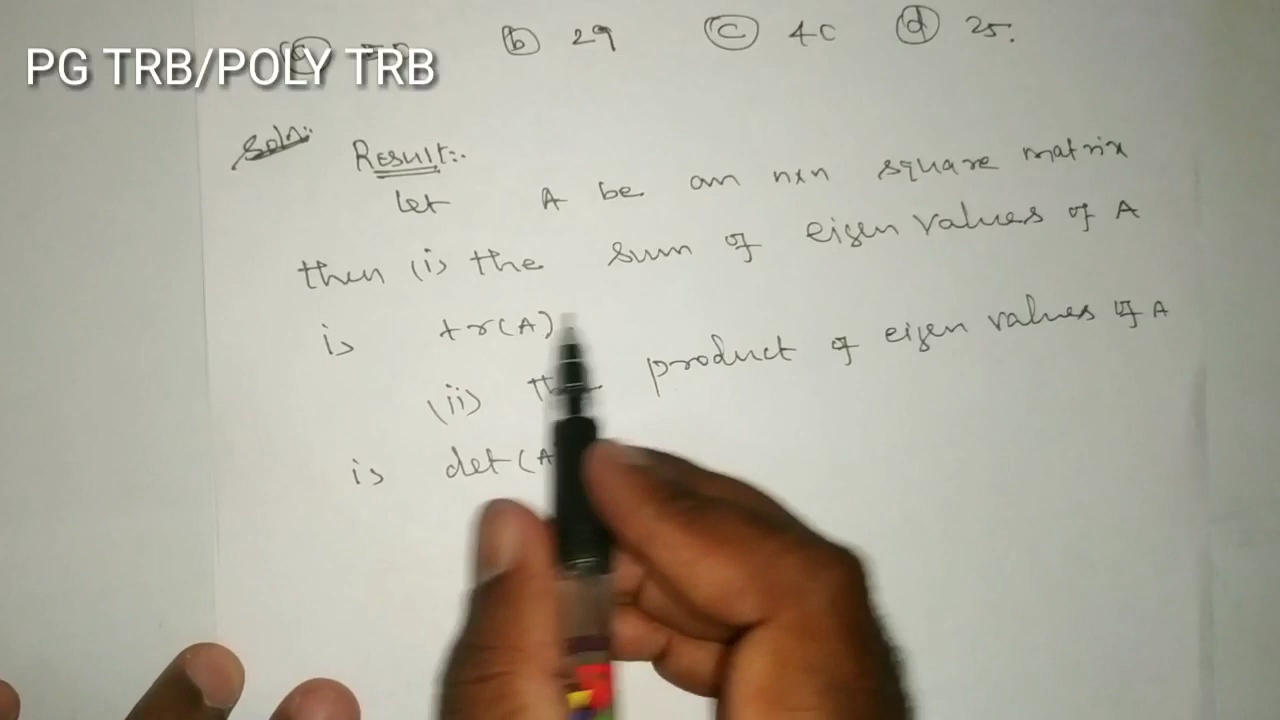 ⓑ 29 ⓒ 40 ⓓ 25.
PG TRB/POLY TRB
Soln:
Result:-
Let A be an nxn square matrix
then (i) the sum of eigen values of A
is tr(A)
(ii) the product of eigen values of A
is det(A